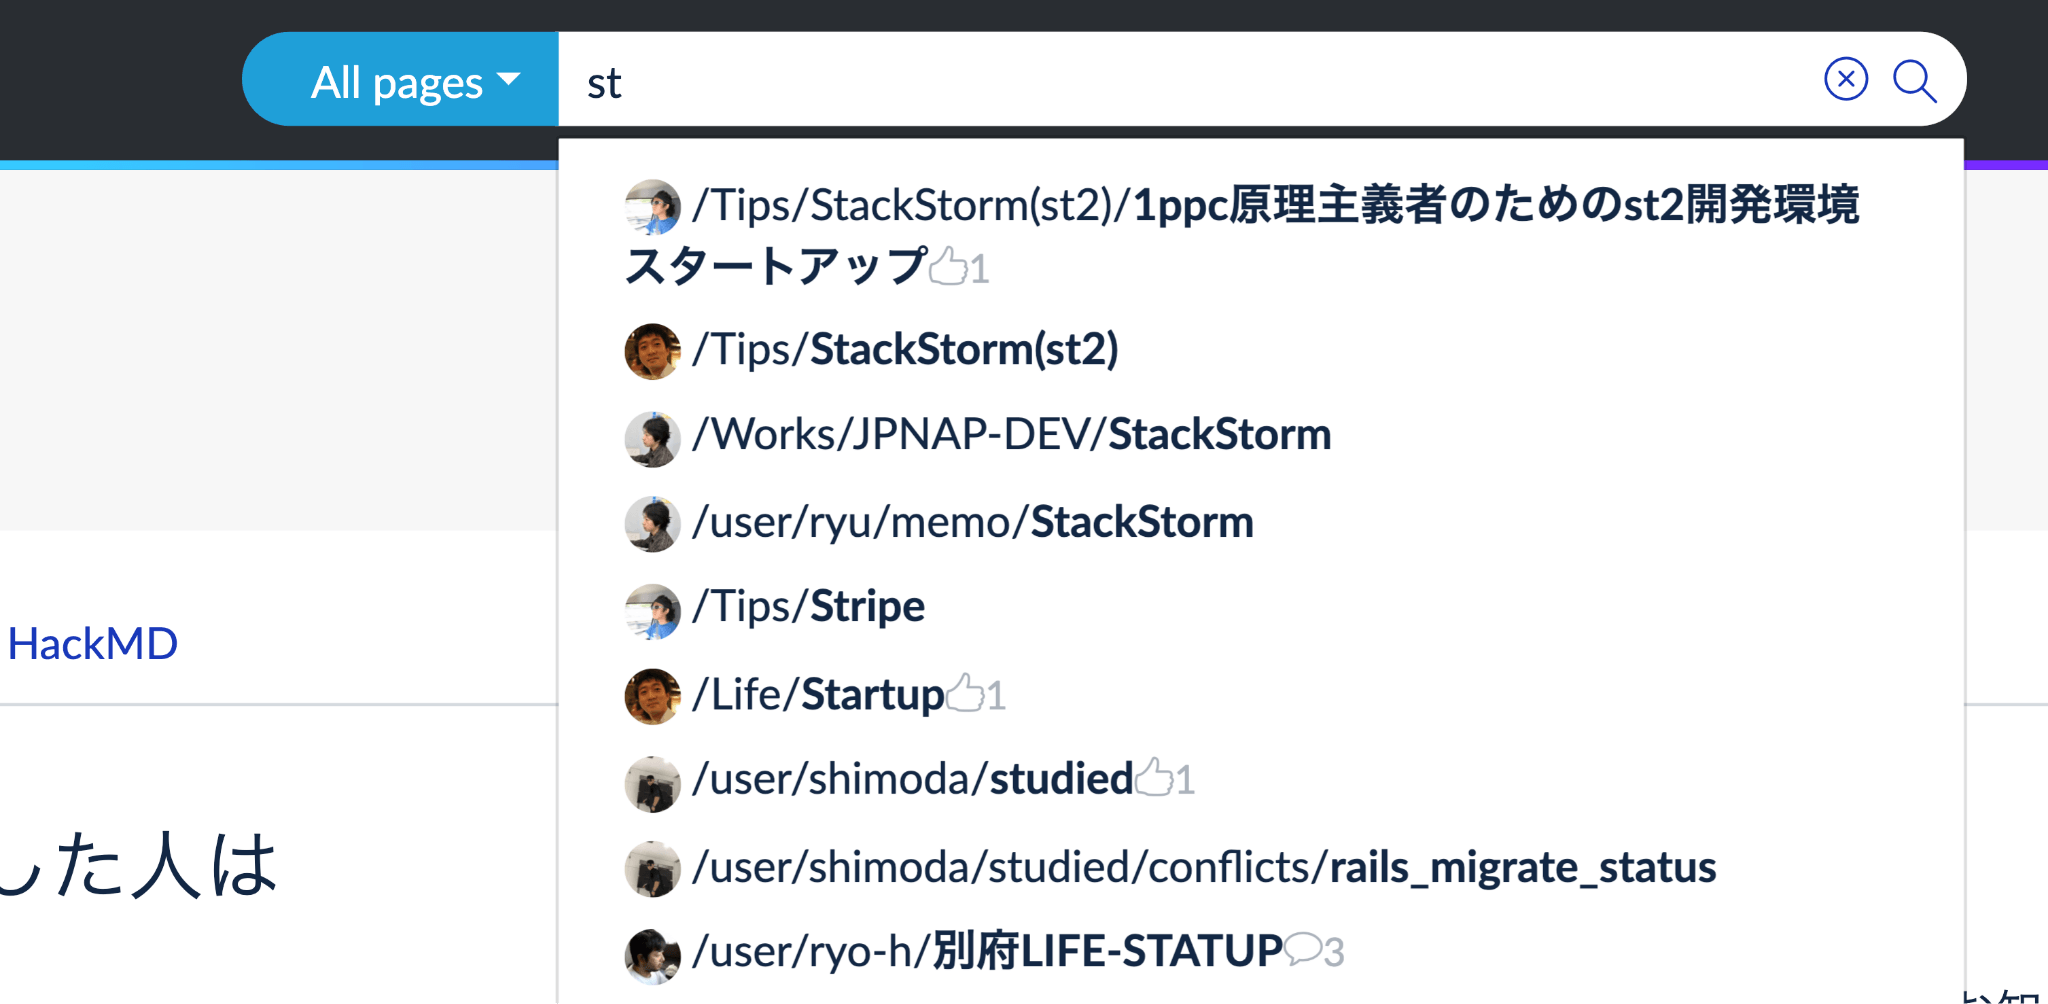 All pages
st
/Tips/StackStorm(st2)/1ppc原理主義者のためのst2開発環境
スタートアップ 1
/Tips/StackStorm(st2)
/Works/JPNAP-DEV/StackStorm
/user/ryu/memo/StackStorm
/Tips/Stripe
HackMD
/Life/Startup 1
/user/shimoda/studied 1
/user/shimoda/studied/conflicts/rails_migrate_status
した人は
/user/ryo-h/別府LIFE-STATUP 3